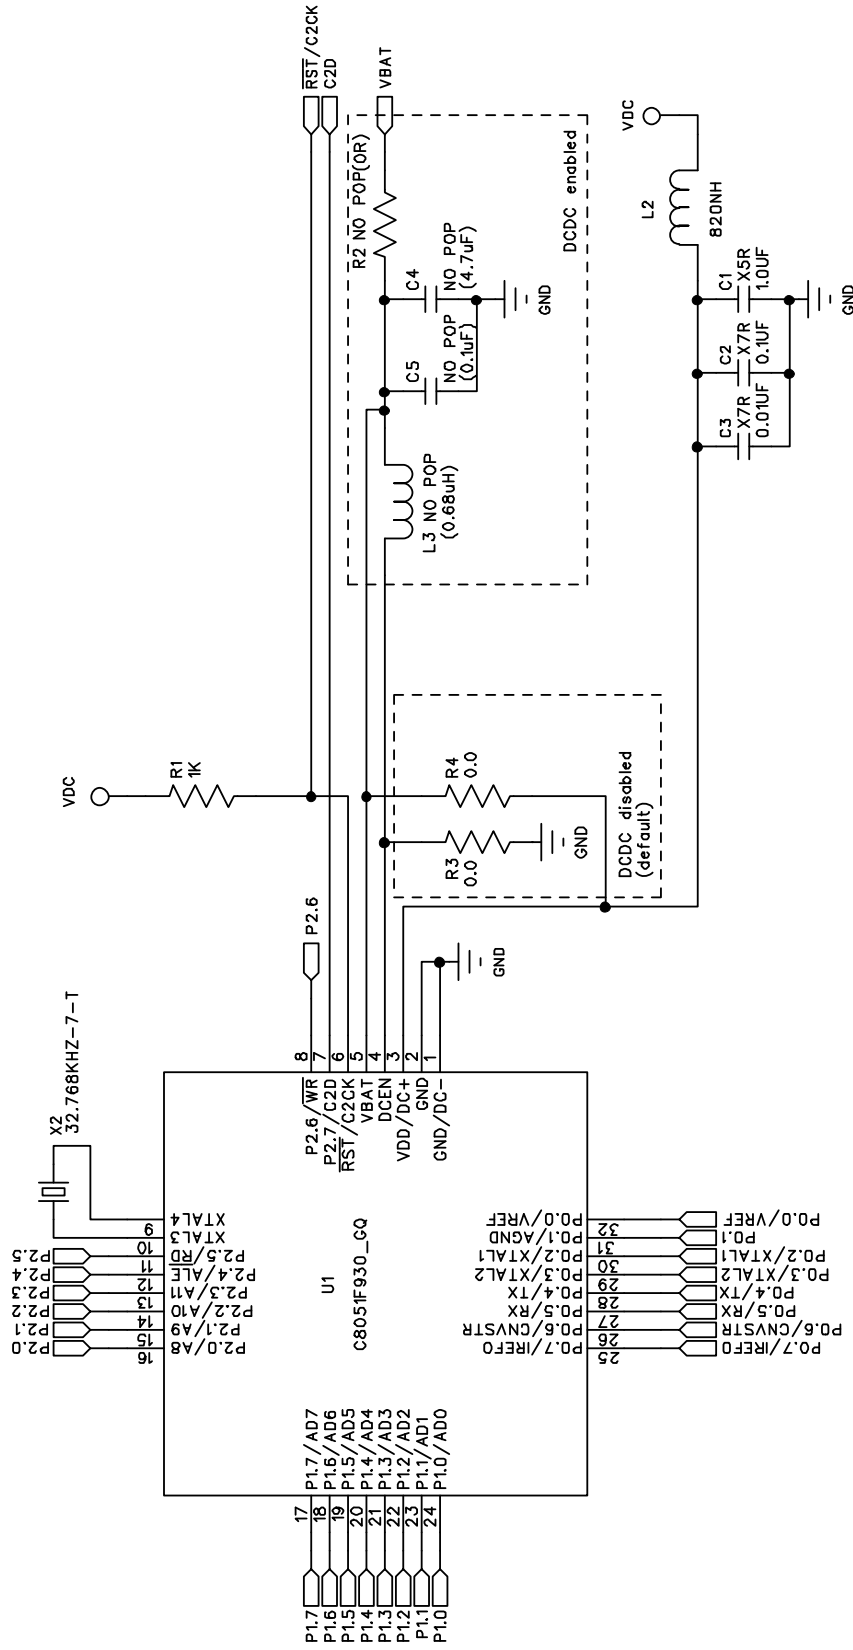 RST/C2CK
C2D
VBAT
VDC
R2 NO POP(0R)
C4
NO POP
(4.7uF)
GND
DCDC enabled
C5
NO POP
(0.1uF)
L3 NO POP
(0.68uH)
L2
820NH
C1
X5R
1.0UF
C2
X7R
0.1UF
C3
X7R
0.01UF
GND
VDC
R1
1K
R4
0.0
R3
0.0
GND
DCDC disabled
(default)
P2.6
GND
X2
32.768KHZ-7-T
8
7
6
5
4
3
2
1
P2.6/WR
P2.7/C2D
RST/C2CK
VBAT
DCEN
VDD/DC+
GND
GND/DC-
XTAL4
XTAL3
P2.5/RD
P2.4/ALE
P2.3/A11
P2.2/A10
P2.1/A9
P2.0/A8
9
10
11
12
13
14
15
16
P2.5
P2.4
P2.3
P2.2
P2.1
P2.0
U1
C8051F930_GQ
P0.0/VREF
P0.1/AGND
P0.2/XTAL1
P0.3/XTAL2
P0.4/TX
P0.5/RX
P0.6/CNVSTR
P0.7/IREF0
32
31
30
29
28
27
26
25
P0.0/VREF
P0.1
P0.2/XTAL1
P0.3/XTAL2
P0.4/TX
P0.5/RX
P0.6/CNVSTR
P0.7/IREF0
P1.7/AD7
P1.6/AD6
P1.5/AD5
P1.4/AD4
P1.3/AD3
P1.2/AD2
P1.1/AD1
P1.0/AD0
17
18
19
20
21
22
23
24
P1.7
P1.6
P1.5
P1.4
P1.3
P1.2
P1.1
P1.0